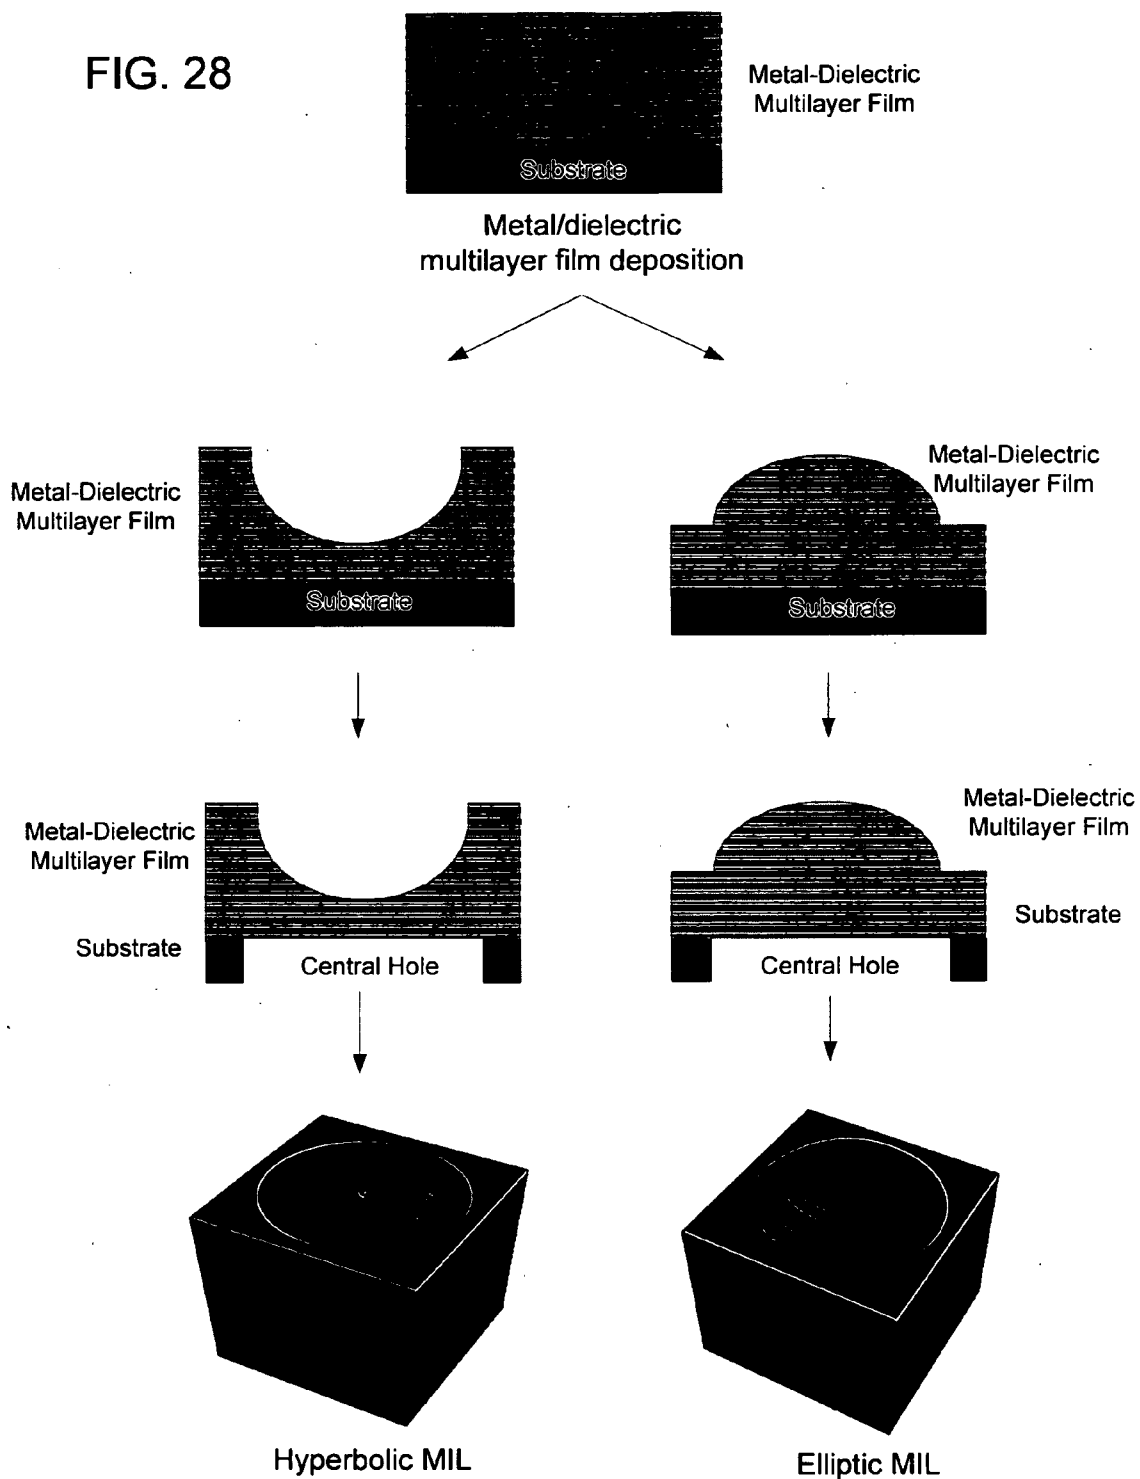 FIG. 28
Metal-Dielectric
Multilayer Film
Substrate
Metal/dielectric
multilayer film deposition
Metal-Dielectric
Multilayer Film
Substrate
Metal-Dielectric
Multilayer Film
Substrate
Metal-Dielectric
Multilayer Film
Substrate
Central Hole
Metal-Dielectric
Multilayer Film
Substrate
Central Hole
Hyperbolic MIL
Elliptic MIL